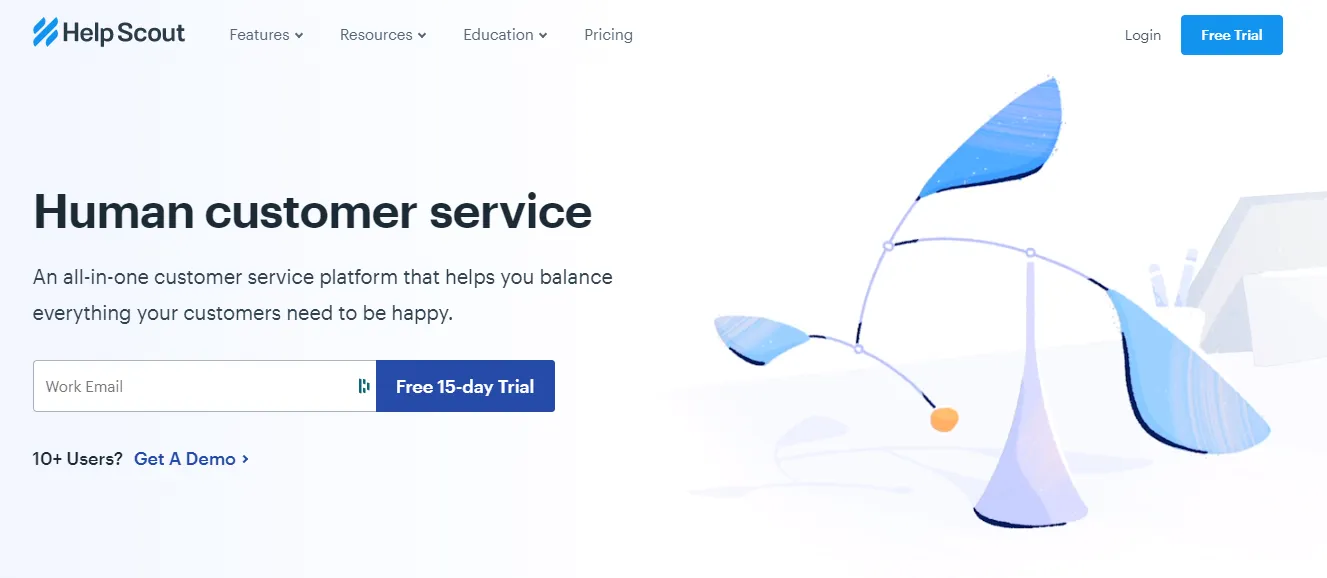 Help Scout
Features
Resources
Education
Pricing
Login
Free Trial
Human customer service
An all-in-one customer service platform that helps you balance
everything your customers need to be happy.
Work Email
Free 15-day Trial
10+ Users? Get A Demo